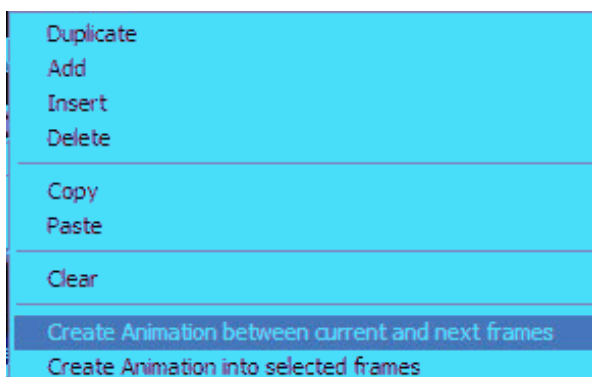 Duplicate
Add
Insert
Delete
Copy
Paste
Clear
Create Animation between current and next frames
Create Animation into selected frames